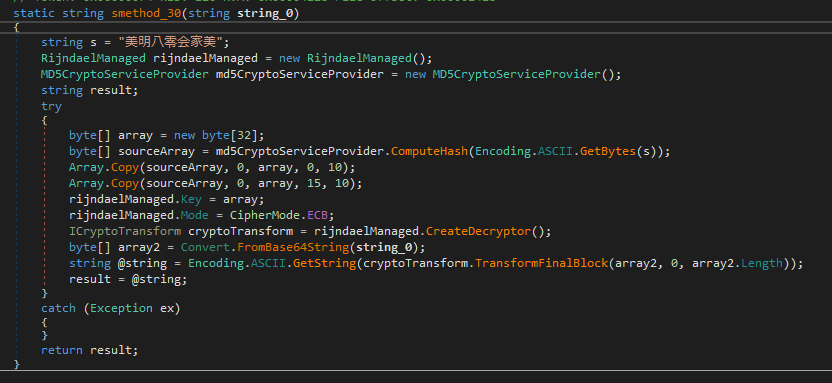 static string smethod_30(string string_0)
{
string s = "美明八零会家美";
RijndaelManaged rijndaelManaged = new RijndaelManaged();
MD5CryptoServiceProvider md5CryptoServiceProvider = new MD5CryptoServiceProvider();
string result;
try
{
byte[] array = new byte[32];
byte[] sourceArray = md5CryptoServiceProvider.ComputeHash(Encoding.ASCII.GetBytes(s));
Array.Copy(sourceArray, 0, array, 0, 10);
Array.Copy(sourceArray, 0, array, 15, 10);
rijndaelManaged.Key = array;
rijndaelManaged.Mode = CipherMode.ECB;
ICryptoTransform cryptoTransform = rijndaelManaged.CreateDecryptor();
byte[] array2 = Convert.FromBase64String(string_0);
string @string = Encoding.ASCII.GetString(cryptoTransform.TransformFinalBlock(array2, 0, array2.Length));
result = @string;
}
catch (Exception ex)
{
}
return result;
}